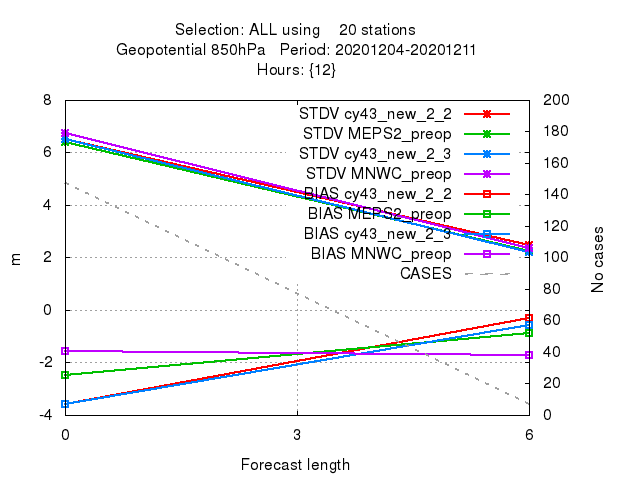 Selection: ALL using 20 stations
Geopotential 850hPa Period: 20201204-20201211
Hours: {12}
8 200
STDV cy43_new_2_2
180
STDV MEPS2_preop
6 160
STDV cy43_new_2_3
STDV MNWC_preop
140
BIAS cy43_new_2_2
4
BIAS MEPS2_preop
120
BIAS cy43_new_2_3
BIAS MNWC_preop
2 100
CASES
m
No cases
80
0
60
40
-2
20
-4 0
0 3 6
Forecast length